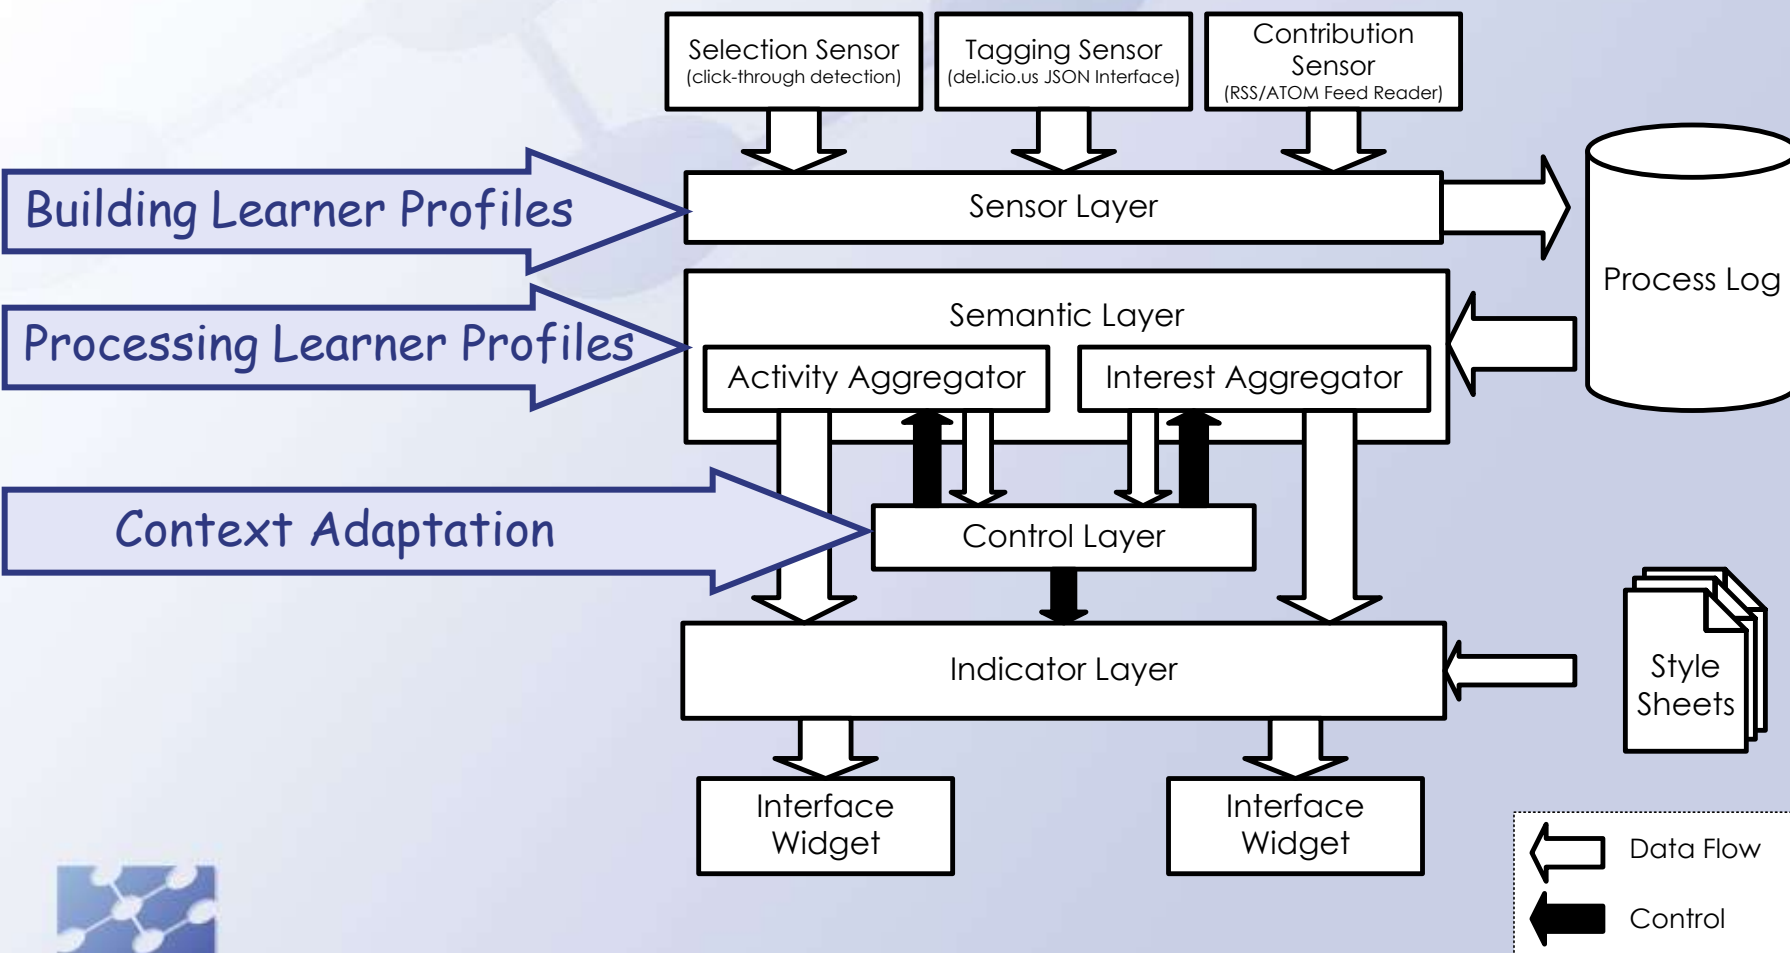 Selection Sensor
(click-through detection)
Tagging Sensor
(del.icio.us JSON Interface)
Contribution
Sensor
(RSS/ATOM Feed Reader)
Building Learner Profiles
Sensor Layer
Process Log
Processing Learner Profiles
Semantic Layer
Activity Aggregator
Interest Aggregator
Context Adaptation
Control Layer
Indicator Layer
Style
Sheets
Interface
Widget
Interface
Widget
Data Flow
Control